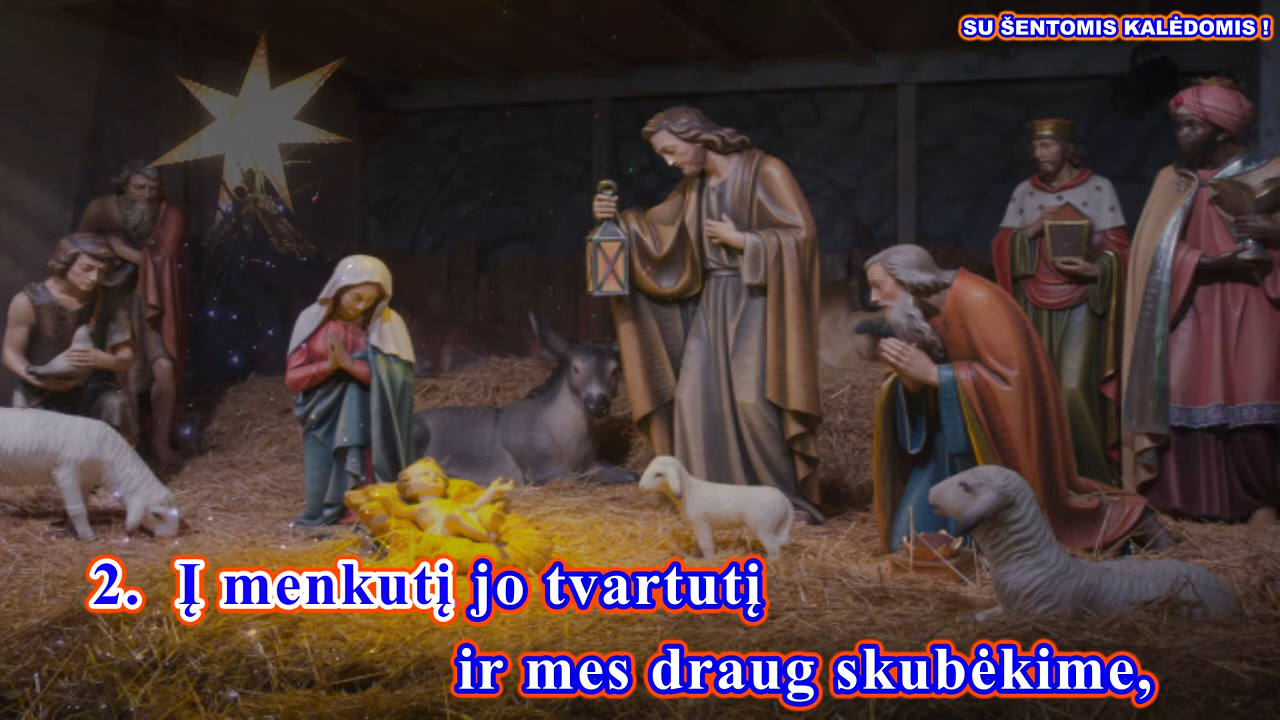 SU ŠENTOMIS KALĖDOMIS !
2. Į menkutį jo tvartutį
ir mes draug skubėkime,